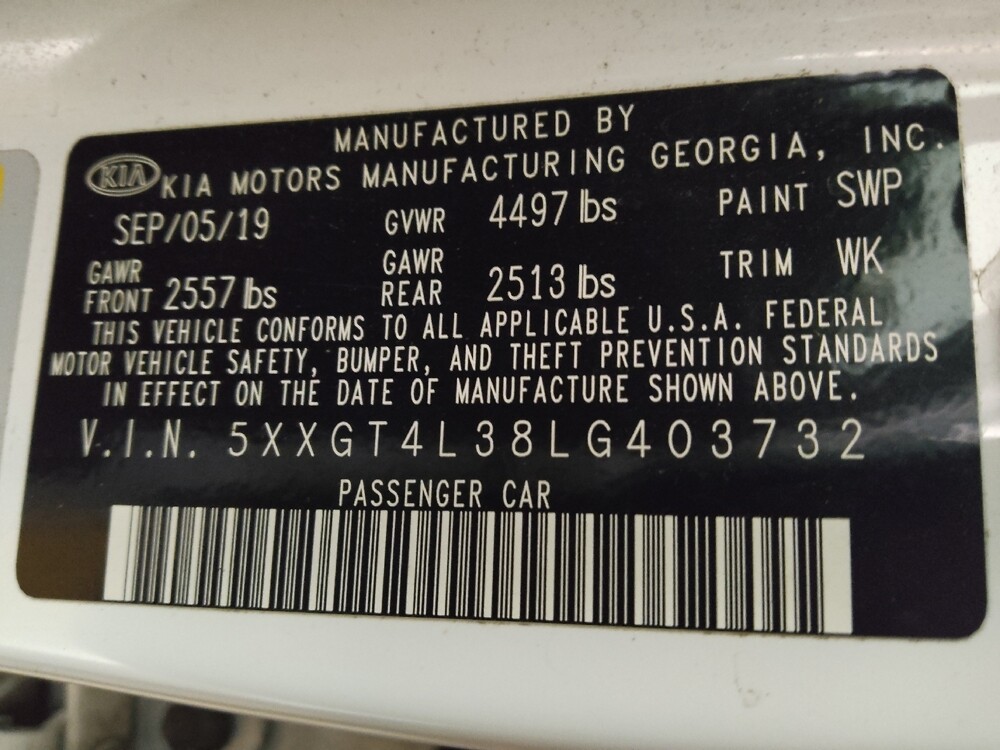 MANUFACTURED BY
KIA KIA MOTORS MANUFACTURING GEORGIA, INC.
SEP/05/19 GVWR 4497 lbs PAINT SWP
GAWR FRONT 2557 lbs GAWR REAR 2513 lbs TRIM WK
THIS VEHICLE CONFORMS TO ALL APPLICABLE U.S.A. FEDERAL
MOTOR VEHICLE SAFETY, BUMPER, AND THEFT PREVENTION STANDARDS
IN EFFECT ON THE DATE OF MANUFACTURE SHOWN ABOVE.
V.I.N. 5XXGT4L38LG403732
PASSENGER CAR